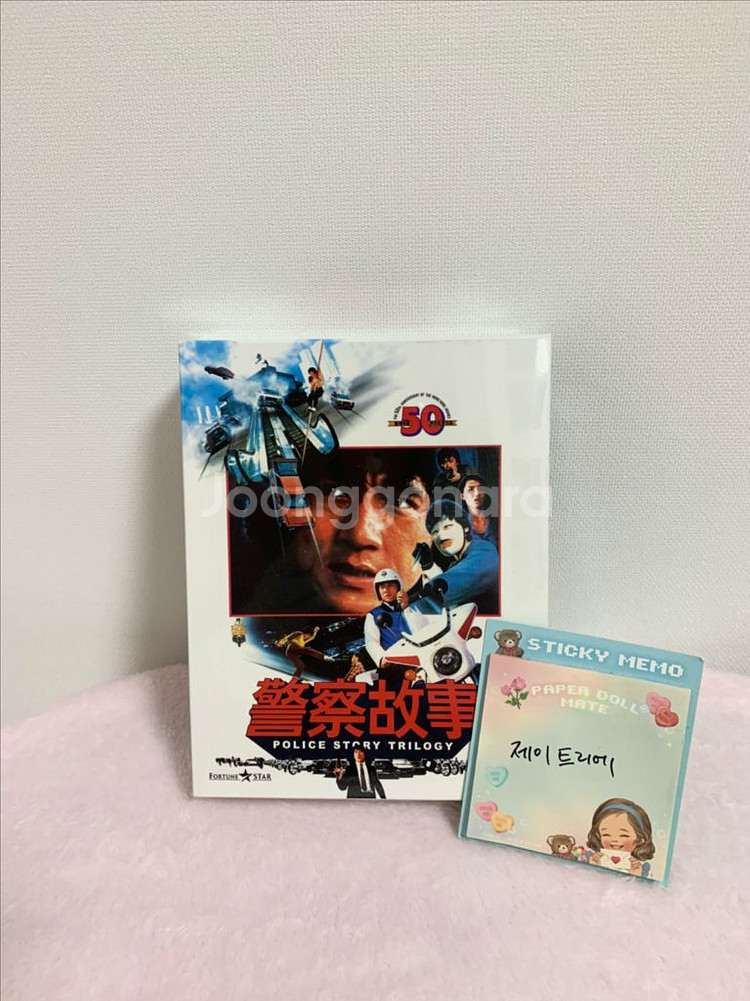 50
Joonggonara
警察故事
POLICE STORY TRILOGY
FORTUNE STAR
STICKY MEMO
PAPER DOLL
MATE
제이트리에